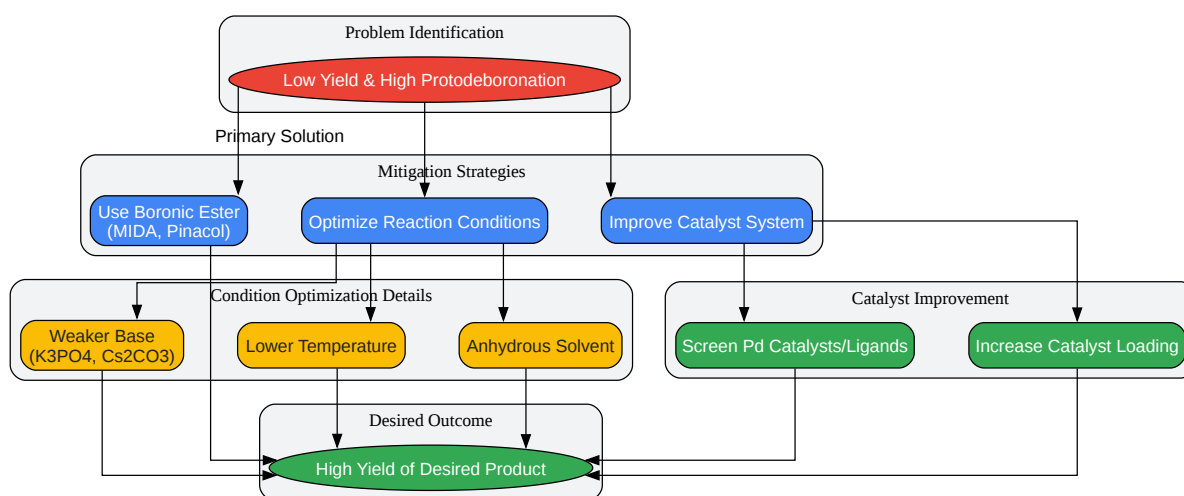 Problem Identification
Low Yield & High Protodeboronation
Primary Solution
Mitigation Strategies
Use Boronic Ester
(MIDA, Pinacol)
Optimize Reaction Conditions
Improve Catalyst System
Condition Optimization Details
Catalyst Improvement
Weaker Base
(K3PO4, Cs2CO3)
Lower Temperature
Anhydrous Solvent
Screen Pd Catalysts/Ligands
Increase Catalyst Loading
Desired Outcome
High Yield of Desired Product